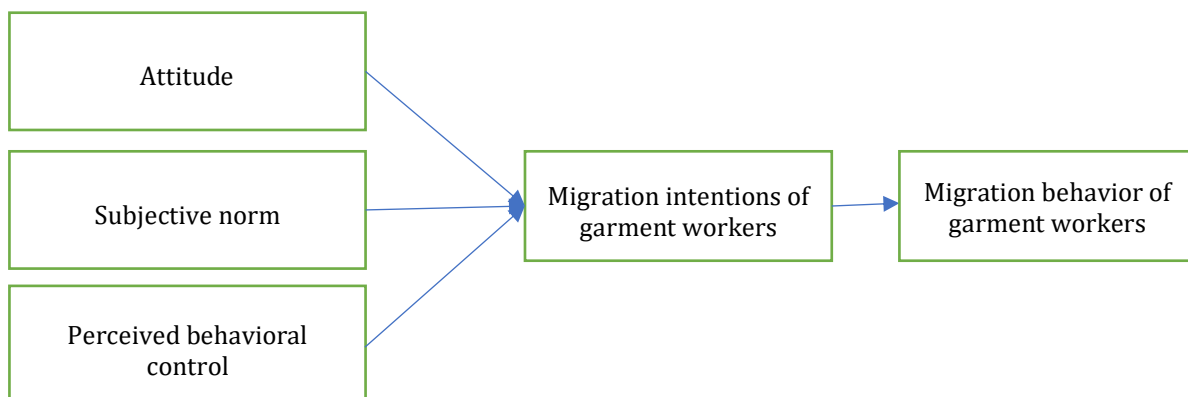 Attitude
Subjective norm
Perceived behavioral
control
Migration intentions of
garment workers
Migration behavior of
garment workers